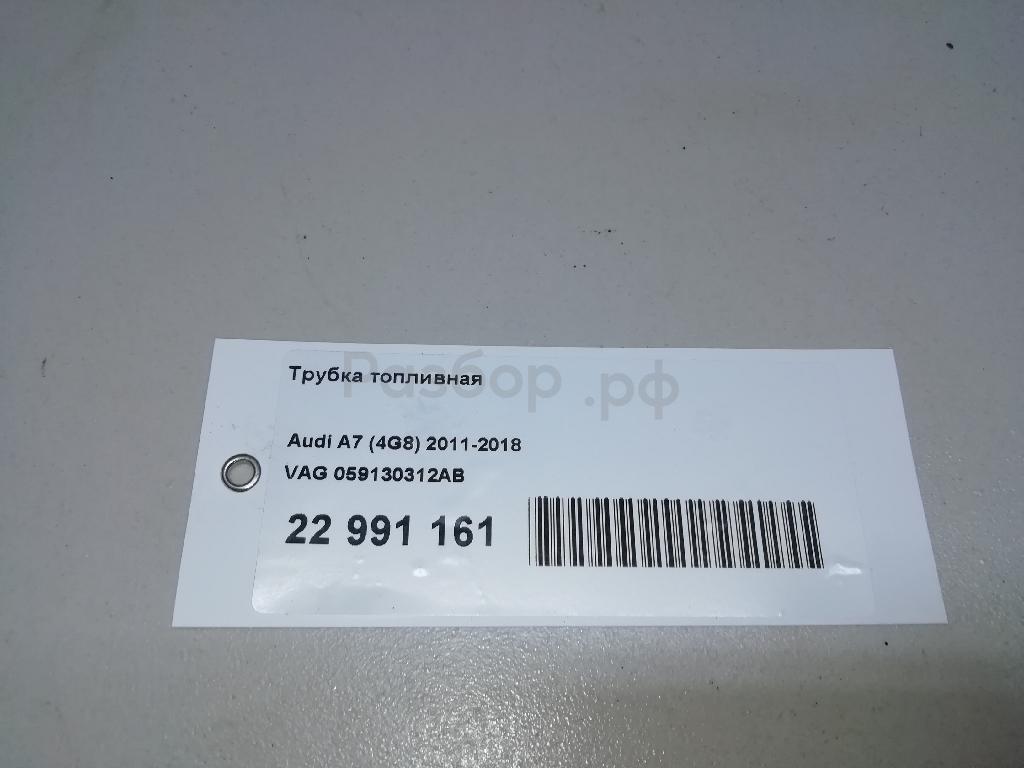 Разбор.рф
Трубка топливная
Audi A7 (4G8) 2011-2018
VAG 059130312AB
22 991 161